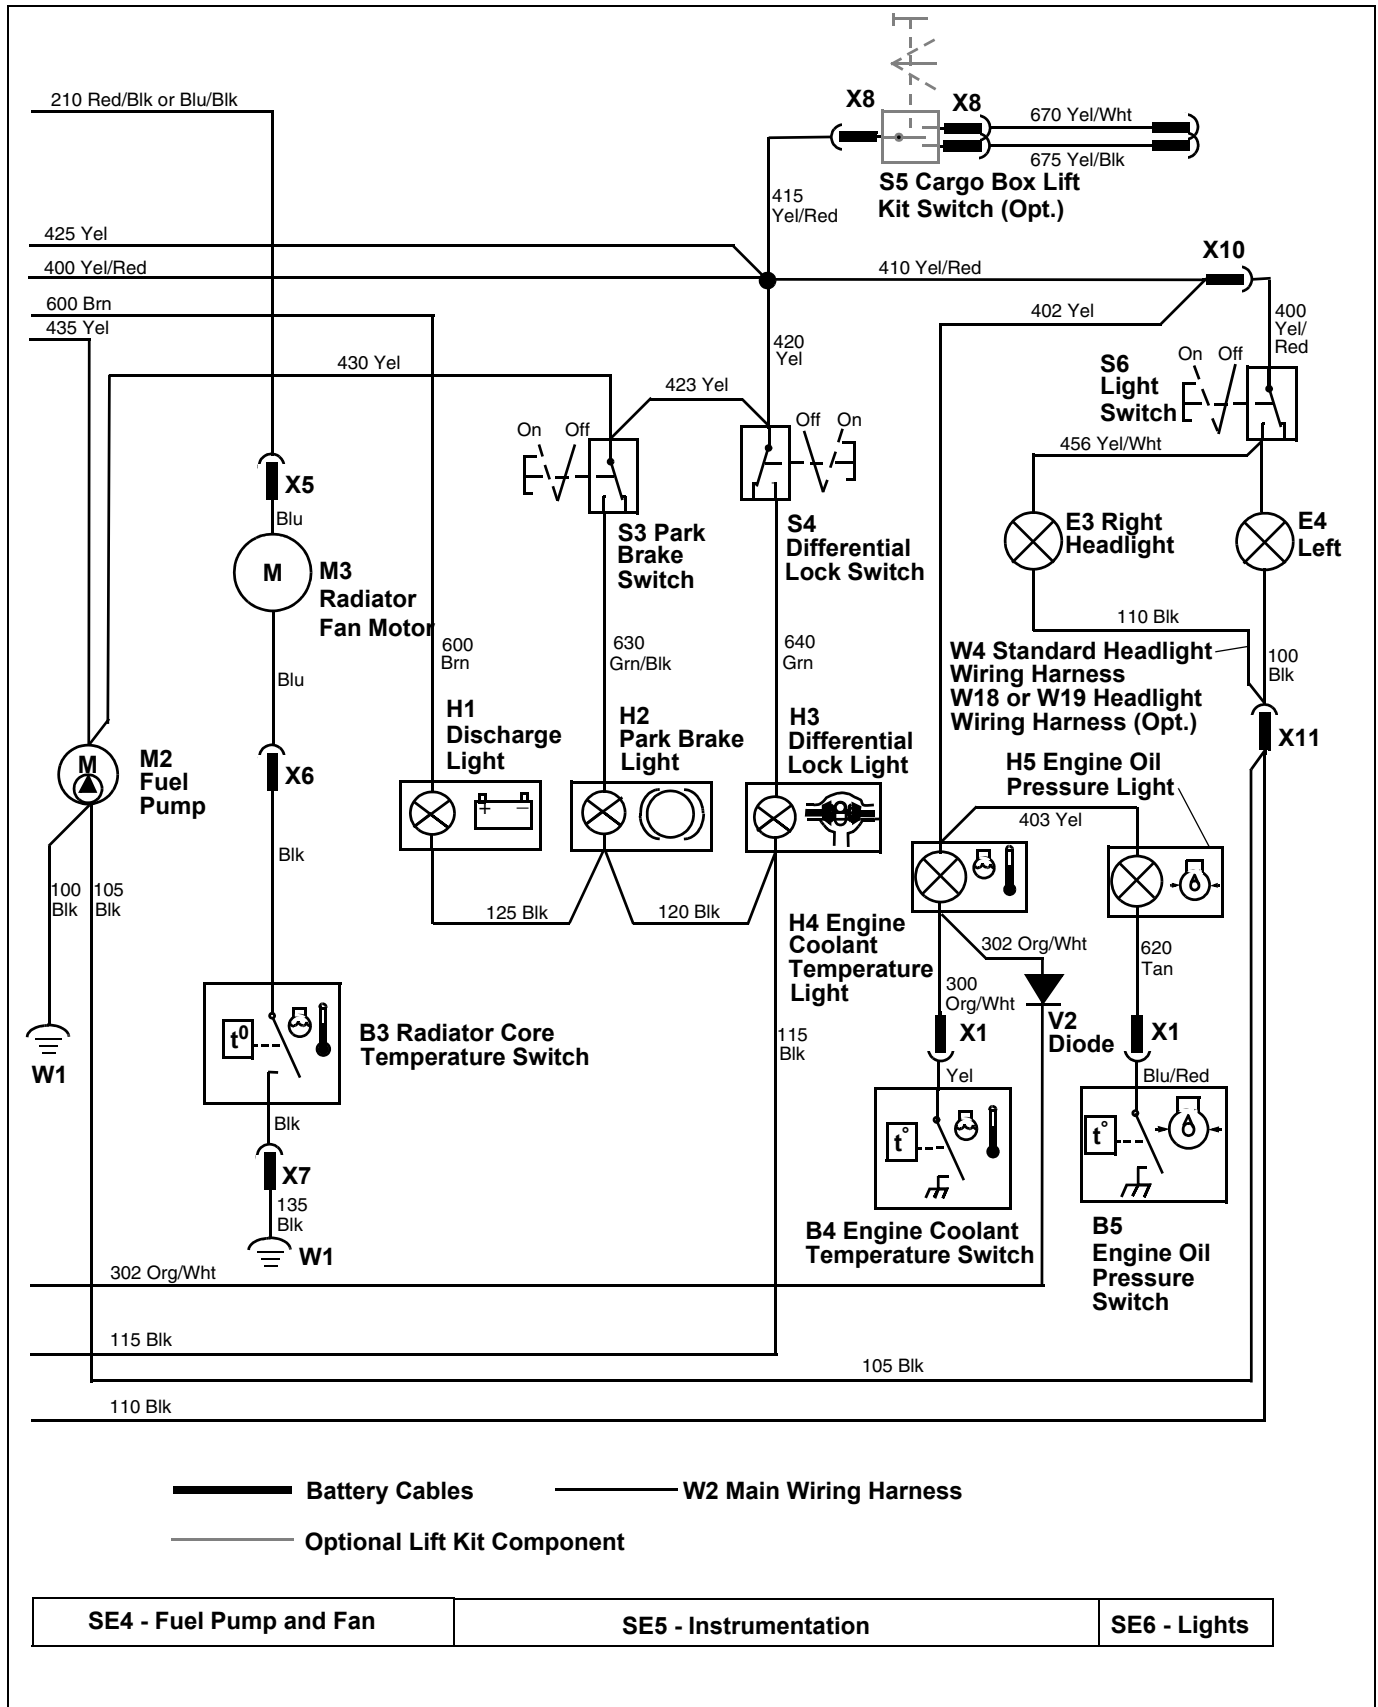 210 Red/Blk or Blu/Blk
X8
X8
670 Yel/Wht
675 Yel/Blk
S5 Cargo Box Lift
Kit Switch (Opt.)
415
Yel/Red
425 Yel
400 Yel/Red
410 Yel/Red
X10
600 Brn
402 Yel
400
Yel/
Red
435 Yel
430 Yel
420
Yel
423 Yel
On
Off
S6
Light
Switch
On
Off
Off
On
456 Yel/Wht
X5
Blu
S3 Park
Brake
Switch
S4
Differential
Lock Switch
E3 Right
Headlight
E4
Left
M
M3
Radiator
Fan Motor
110 Blk
600
Brn
630
Grn/Blk
640
Grn
W4 Standard Headlight
Wiring Harness
W18 or W19 Headlight
Wiring Harness (Opt.)
100
Blk
Blu
H1
Discharge
Light
H2
Park Brake
Light
H3
Differential
Lock Light
X11
M
M2
Fuel
Pump
X6
H5 Engine Oil
Pressure Light
+
−
403 Yel
Blk
100
Blk
105
Blk
125 Blk
120 Blk
H4 Engine
Coolant
Temperature
Light
302 Org/Wht
620
Tan
300
Org/Wht
W1
t0
B3 Radiator Core
Temperature Switch
115
Blk
X1
V2
Diode
X1
Yel
Blu/Red
Blk
t°
t°
X7
135
Blk
W1
B4 Engine Coolant
Temperature Switch
B5
Engine Oil
Pressure
Switch
302 Org/Wht
115 Blk
105 Blk
110 Blk
Battery Cables
W2 Main Wiring Harness
Optional Lift Kit Component
SE4 - Fuel Pump and Fan
SE5 - Instrumentation
SE6 - Lights